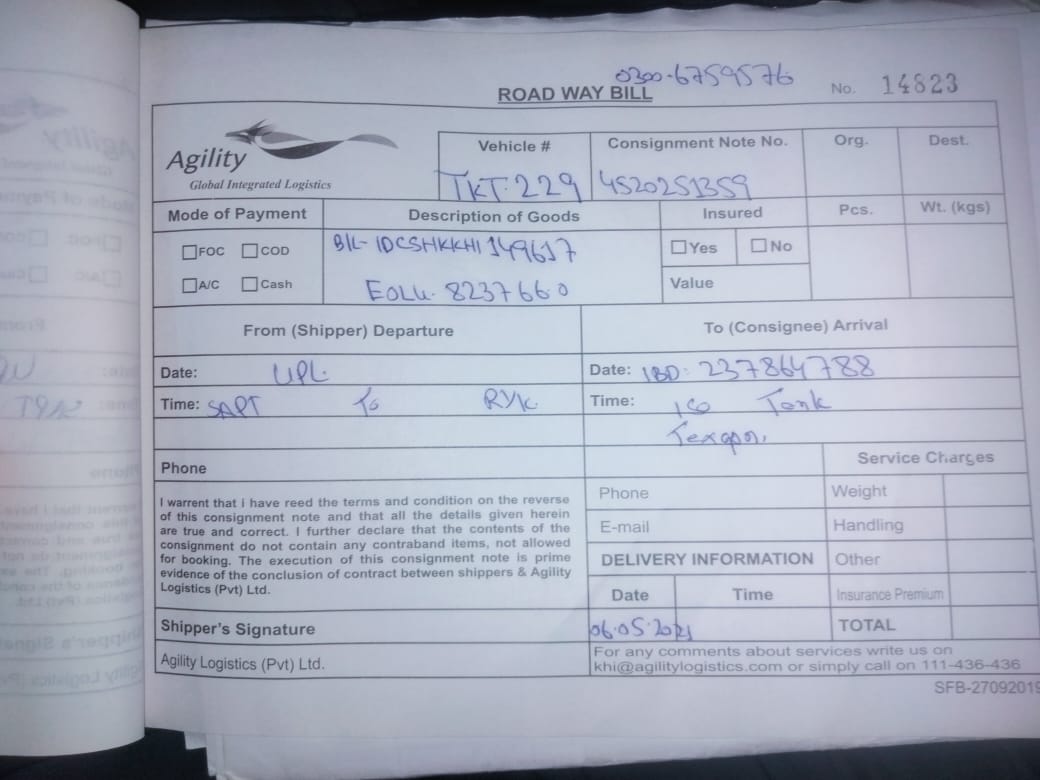 0300-6759576
ROAD WAY BILL
No. 14823
Agility
Global Integrated Logistics
Vehicle #
TKT-229
Consignment Note No.
4520251359
Org.
Dest.
Mode of Payment
FOC COD
A/C Cash
Description of Goods
B/L- IDCSHKKHI149617
EOLU. 8237660
Insured
Yes No
Value
Pcs.
Wt. (kgs)
From (Shipper) Departure
Date: UPL.
Time: SAPT To RYK.
Phone
To (Consignee) Arrival
Date: IBD: 237864788
Time: Tank
I warrent that i have reed the terms and condition on the reverse
of this consignment note and that all the details given herein
are true and correct. I further declare that the contents of the
consignment do not contain any contraband items, not allowed
for booking. The execution of this consignment note is prime
evidence of the conclusion of contract between shippers & Agility
Logistics (Pvt) Ltd.
Phone
E-mail
DELIVERY INFORMATION
Date Time
06.05.2021
Service Charges
Weight
Handling
Other
Insurance Premium
TOTAL
Shipper's Signature
Agility Logistics (Pvt) Ltd.
For any comments about services write us on
khi@agilitylogistics.com or simply call on 111-436-436
SFB-27092019